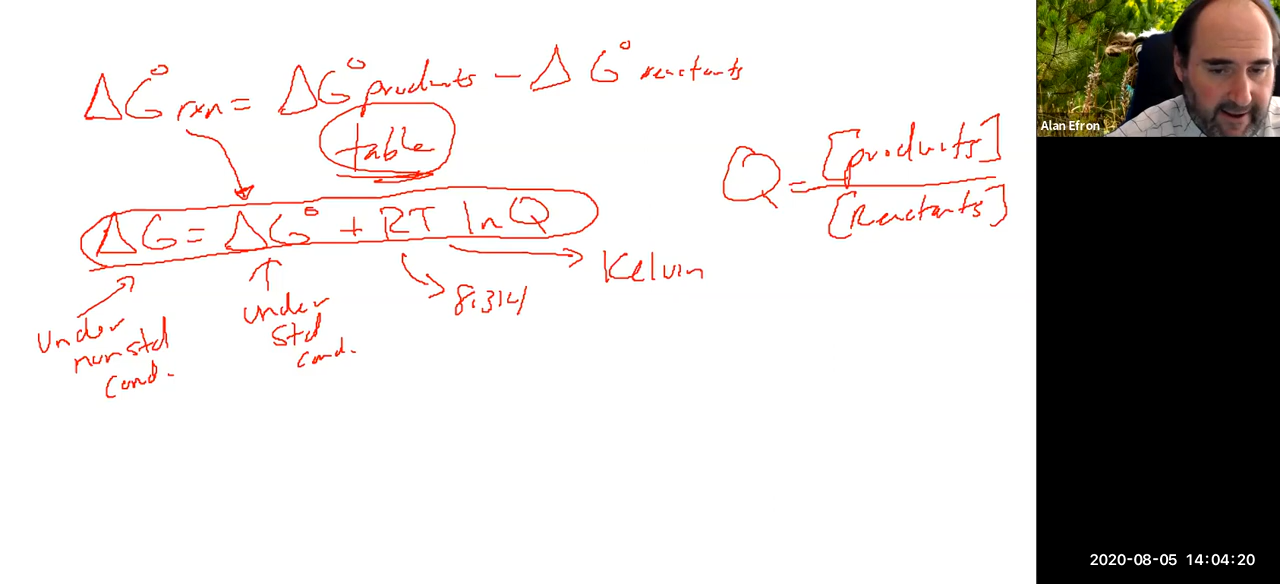 ΔG° rxn = ΔG° products − ΔG° reactants
table
ΔG = ΔG° + RT ln Q
Under nonstd cond.
under std cond.
8.314
Kelvin
Q = [products] / [Reactants]
Alan Efron
2020-08-05 14:04:20